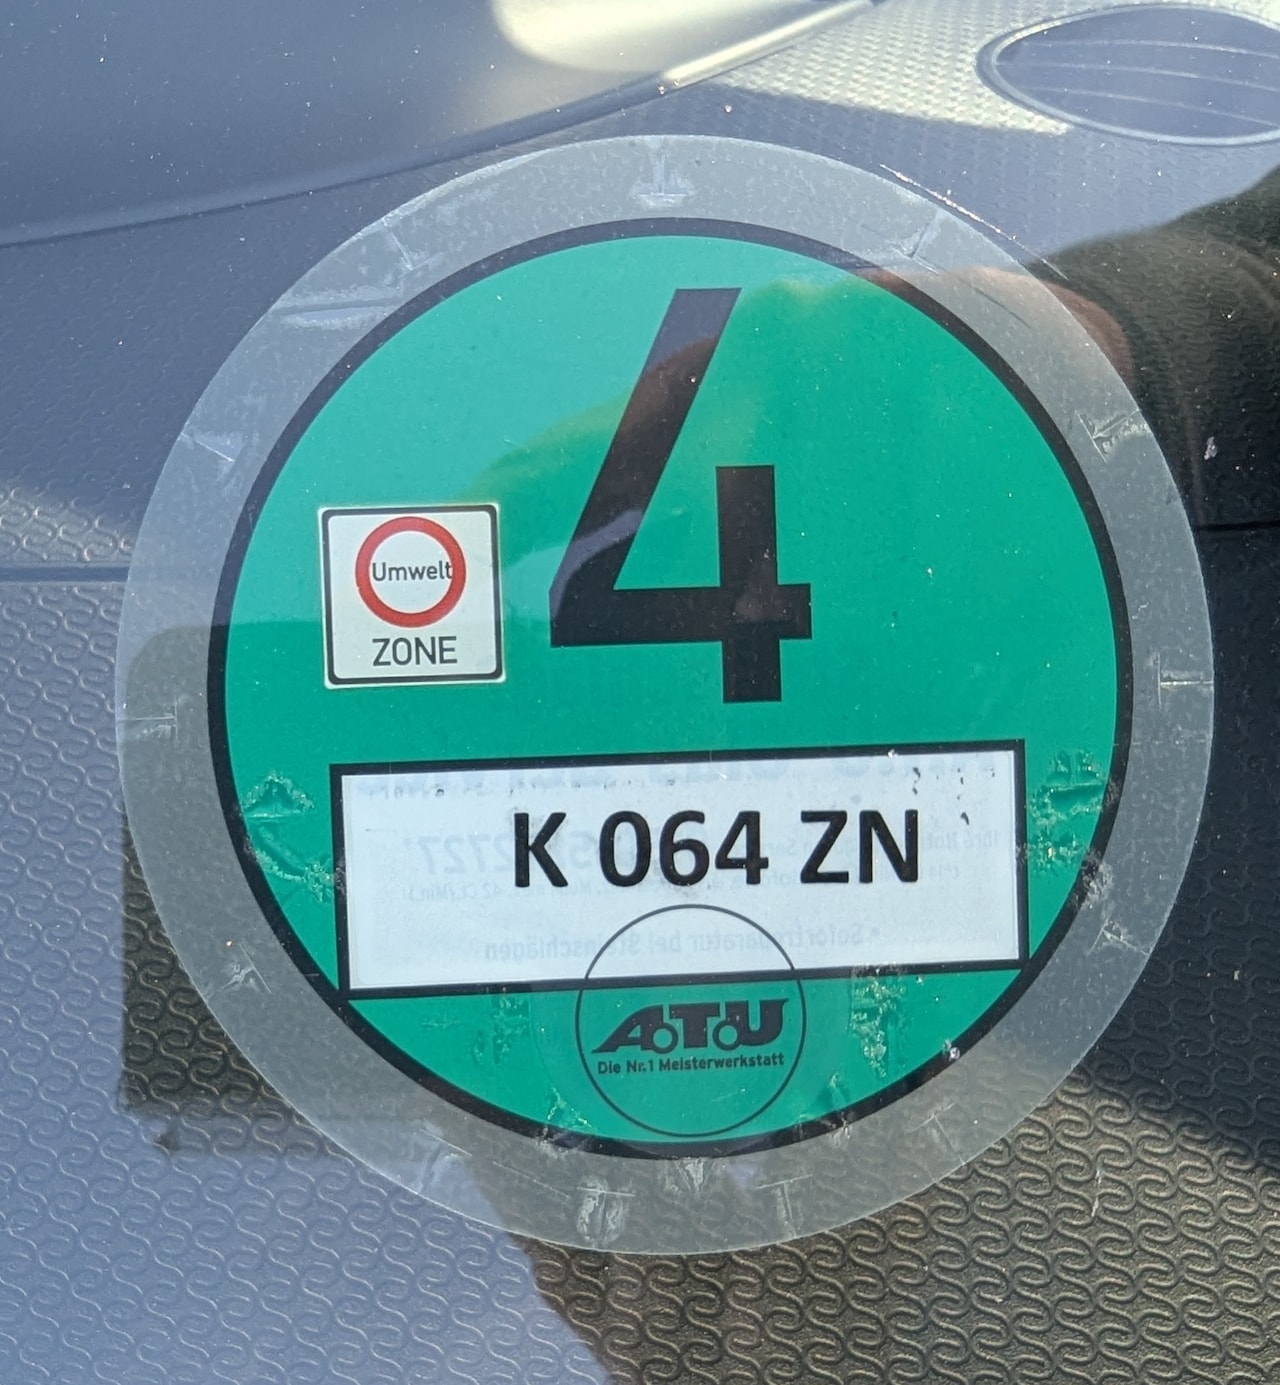 4
Umwelt
ZONE
K 064 ZN
A.T.U
Die Nr.1 Meisterwerkstatt